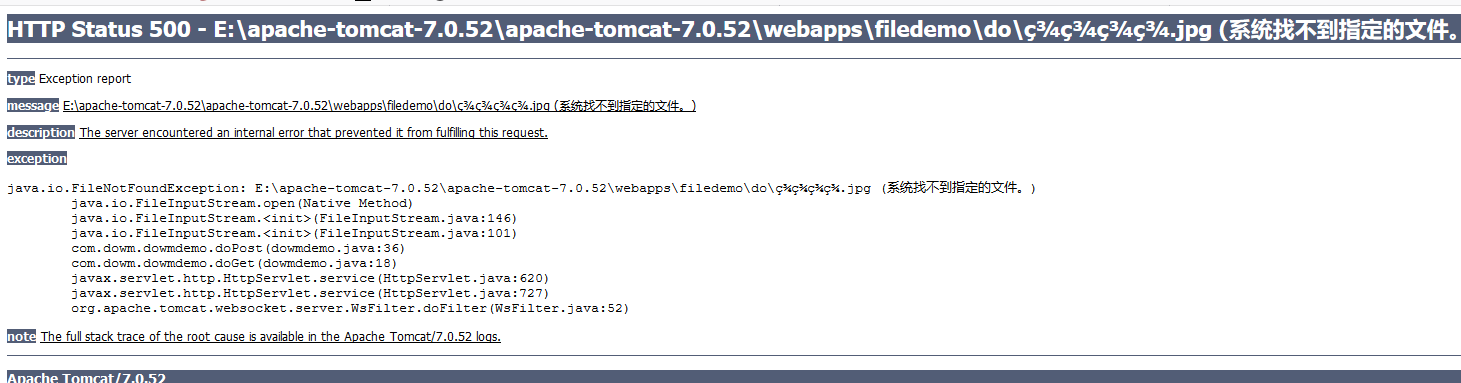 HTTP Status 500 - E:\apache-tomcat-7.0.52\apache-tomcat-7.0.52\webapps\filedemo\do\ç¾ç¾ç¾ç¾.jpg (系统找不到指定的文件。
type Exception report
message E:\apache-tomcat-7.0.52\apache-tomcat-7.0.52\webapps\filedemo\do\ç¾ç¾ç¾ç¾.jpg (系统找不到指定的文件。)
description The server encountered an internal error that prevented it from fulfilling this request.
exception
java.io.FileNotFoundException: E:\apache-tomcat-7.0.52\apache-tomcat-7.0.52\webapps\filedemo\do\ç¾ç¾ç¾ç¾.jpg (系统找不到指定的文件。)
java.io.FileInputStream.open(Native Method)
java.io.FileInputStream.<init>(FileInputStream.java:146)
java.io.FileInputStream.<init>(FileInputStream.java:101)
com.dowm.dowmdemo.doPost(dowmdemo.java:36)
com.dowm.dowmdemo.doGet(dowmdemo.java:18)
javax.servlet.http.HttpServlet.service(HttpServlet.java:620)
javax.servlet.http.HttpServlet.service(HttpServlet.java:727)
org.apache.tomcat.websocket.server.WsFilter.doFilter(WsFilter.java:52)
note The full stack trace of the root cause is available in the Apache Tomcat/7.0.52 logs.
Apache Tomcat/7.0.52